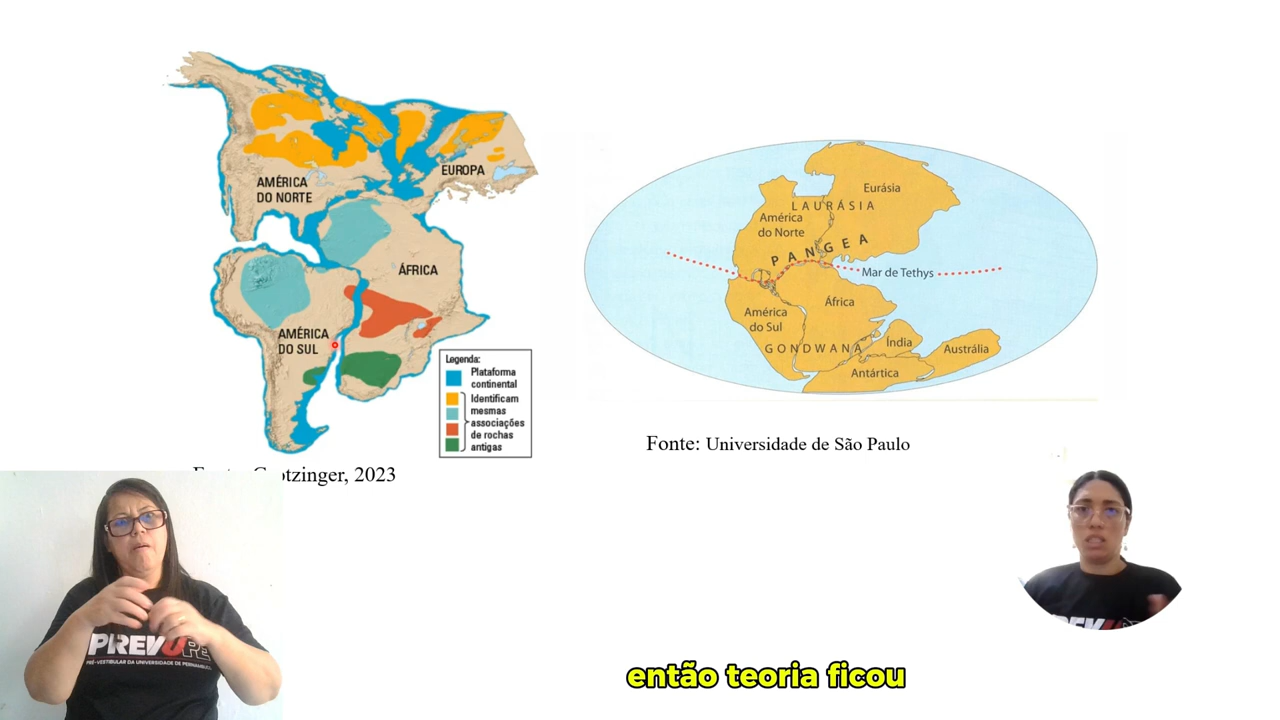 AMÉRICA
DO NORTE
EUROPA
ÁFRICA
AMÉRICA
DO SUL
Legenda:
Plataforma
continental
Identificam
mesmas
associações
de rochas
antigas
Eurásia
LAURÁSIA
América
do Norte
PANGEA
Mar de Tethys
África
América
do Sul
GONDWANA
Índia
Austrália
Antártica
Fonte: Universidade de São Paulo
otzinger, 2023
PREVUPE
PRÉ-VESTIBULAR DA UNIVERSIDADE DE PERNAMBUCO
então teoria ficou